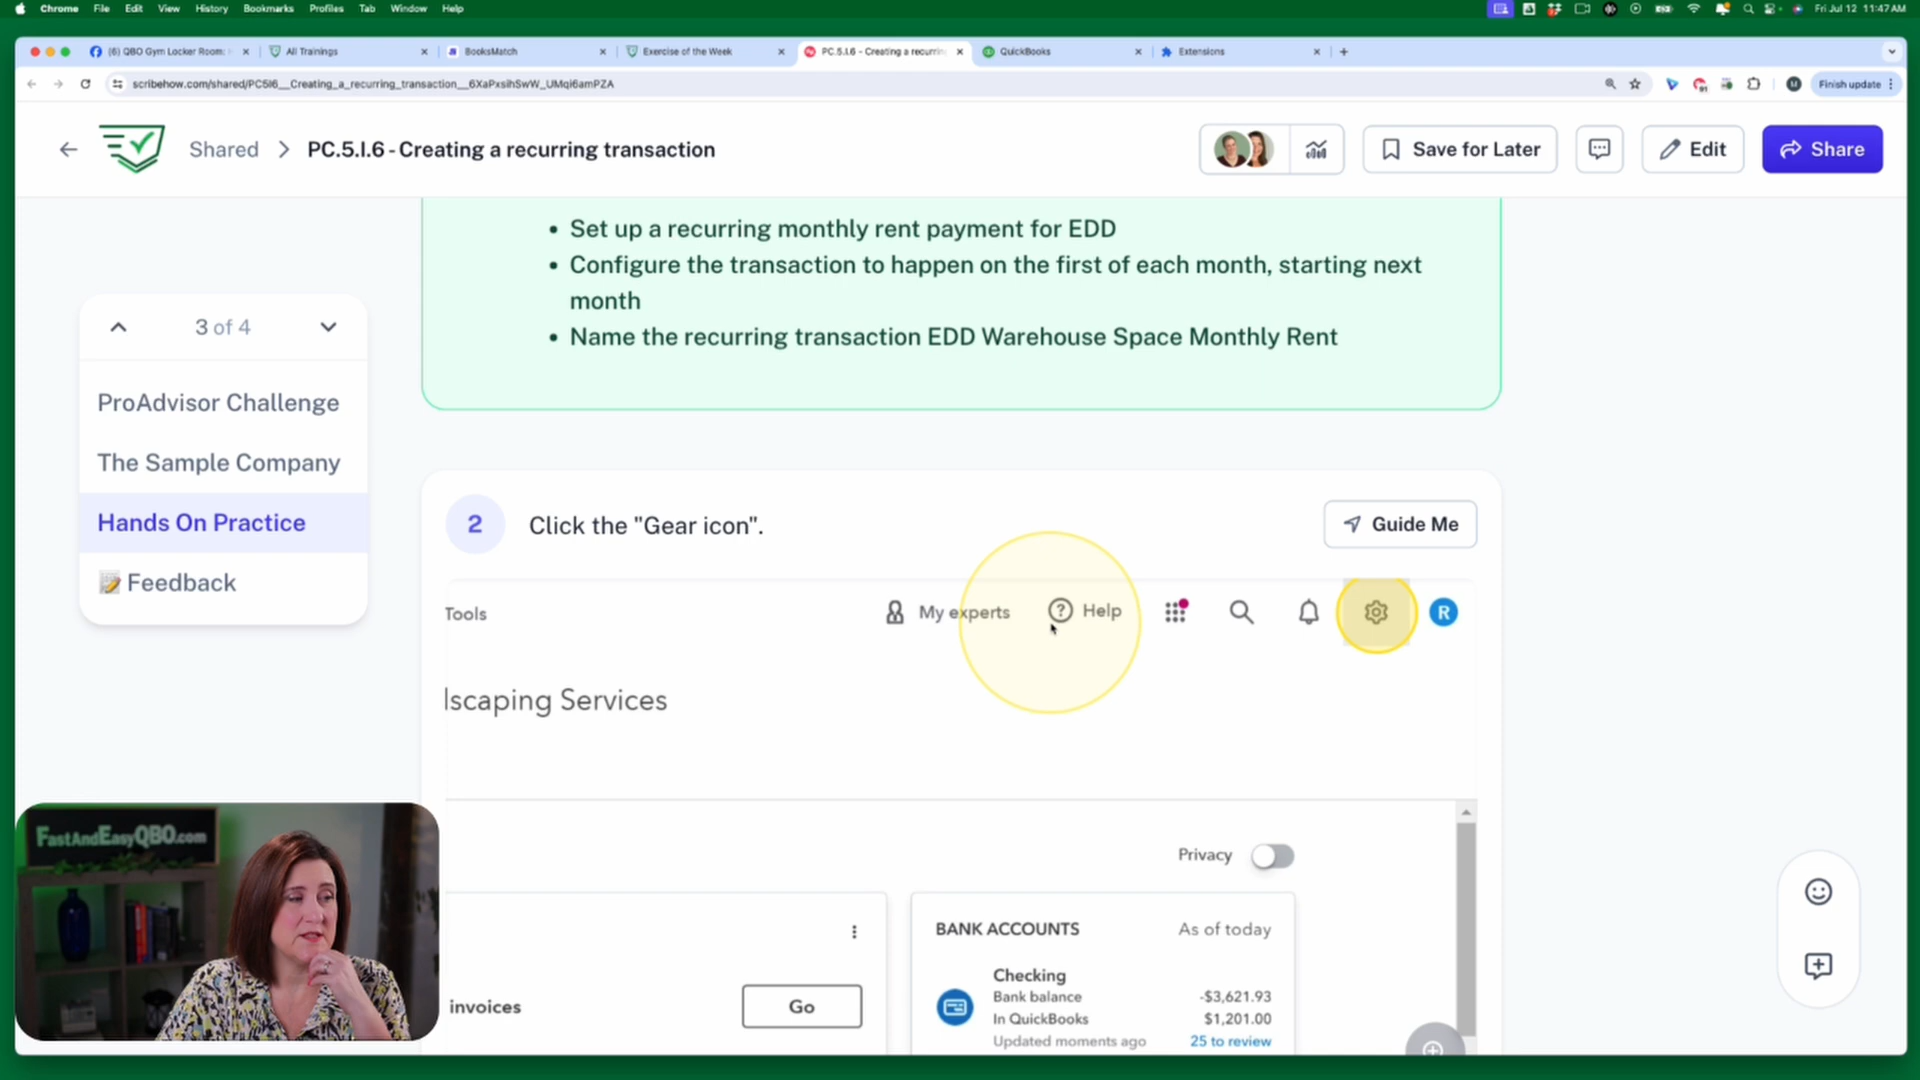 Chrome File Edit View History Bookmarks Profiles Tab Window Help
Fri Jul 12 11:47 AM
(6) QBO Gym Locker Room:
All Trainings
BooksMatch
Exercise of the Week
PC.5.I.6 - Creating a recurrin
QuickBooks
Extensions
scribehow.com/shared/PC5I6__Creating_a_recurring_transaction__6XaPxsihSwW_UMqi6amPZA
Finish update
Shared > PC.5.I.6 - Creating a recurring transaction
Save for Later
Edit
Share
• Set up a recurring monthly rent payment for EDD
• Configure the transaction to happen on the first of each month, starting next
month
• Name the recurring transaction EDD Warehouse Space Monthly Rent
3 of 4
ProAdvisor Challenge
The Sample Company
Hands On Practice
Feedback
2
Click the "Gear icon".
Guide Me
Tools
My experts
Help
R
lscaping Services
Privacy
BANK ACCOUNTS
As of today
Checking
Bank balance
-$3,621.93
In QuickBooks
$1,201.00
Updated moments ago
25 to review
invoices
Go
FastAndEasyQBO.com